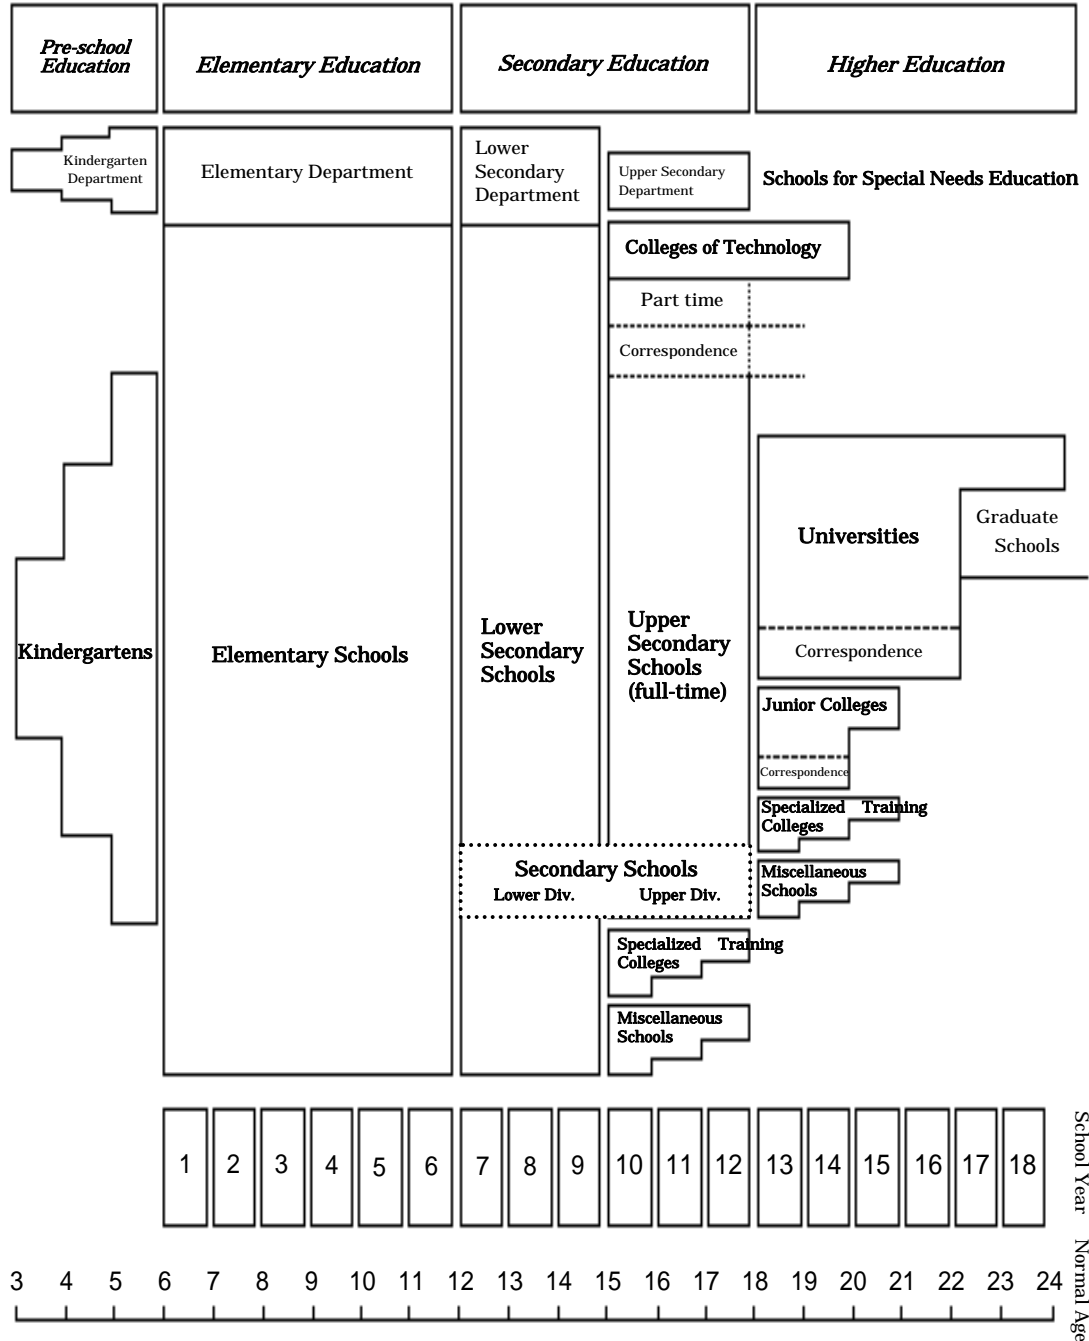 Pre-school
Education
Elementary Education
Secondary Education
Higher Education
Kindergarten
Department
Elementary Department
Lower
Secondary
Department
Upper Secondary
Department
Schools for Special Needs Education
Colleges of Technology
Part time
Correspondence
Kindergartens
Elementary Schools
Lower
Secondary
Schools
Upper
Secondary
Schools
(full-time)
Universities
Graduate
Schools
Correspondence
Junior Colleges
Correspondence
Specialized Training
Colleges
Miscellaneous
Schools
Secondary Schools
Lower Div. Upper Div.
Specialized Training
Colleges
Miscellaneous
Schools
1 2 3 4 5 6 7 8 9 10 11 12 13 14 15 16 17 18
School Year
3 4 5 6 7 8 9 10 11 12 13 14 15 16 17 18 19 20 21 22 23 24
Normal Age